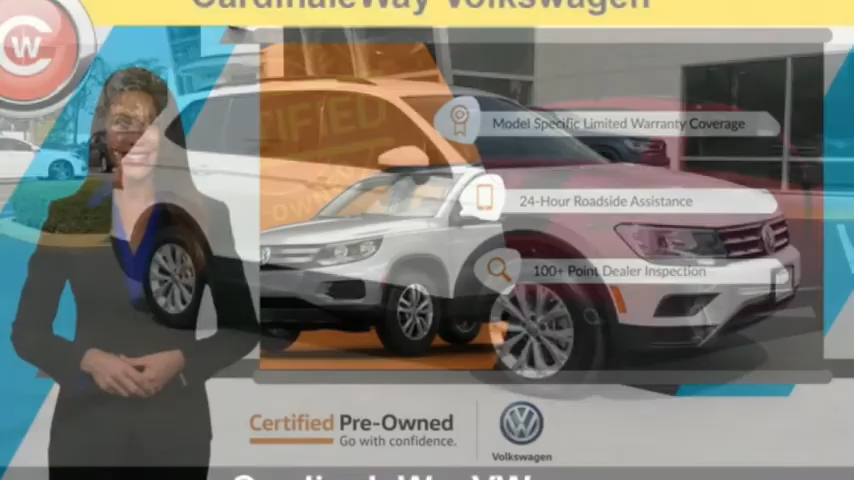 CardinaleWay Volkswagen
CW
Model Specific Limited Warranty Coverage
24-Hour Roadside Assistance
100+ Point Dealer Inspection
Certified Pre-Owned
Go with confidence.
Volkswagen